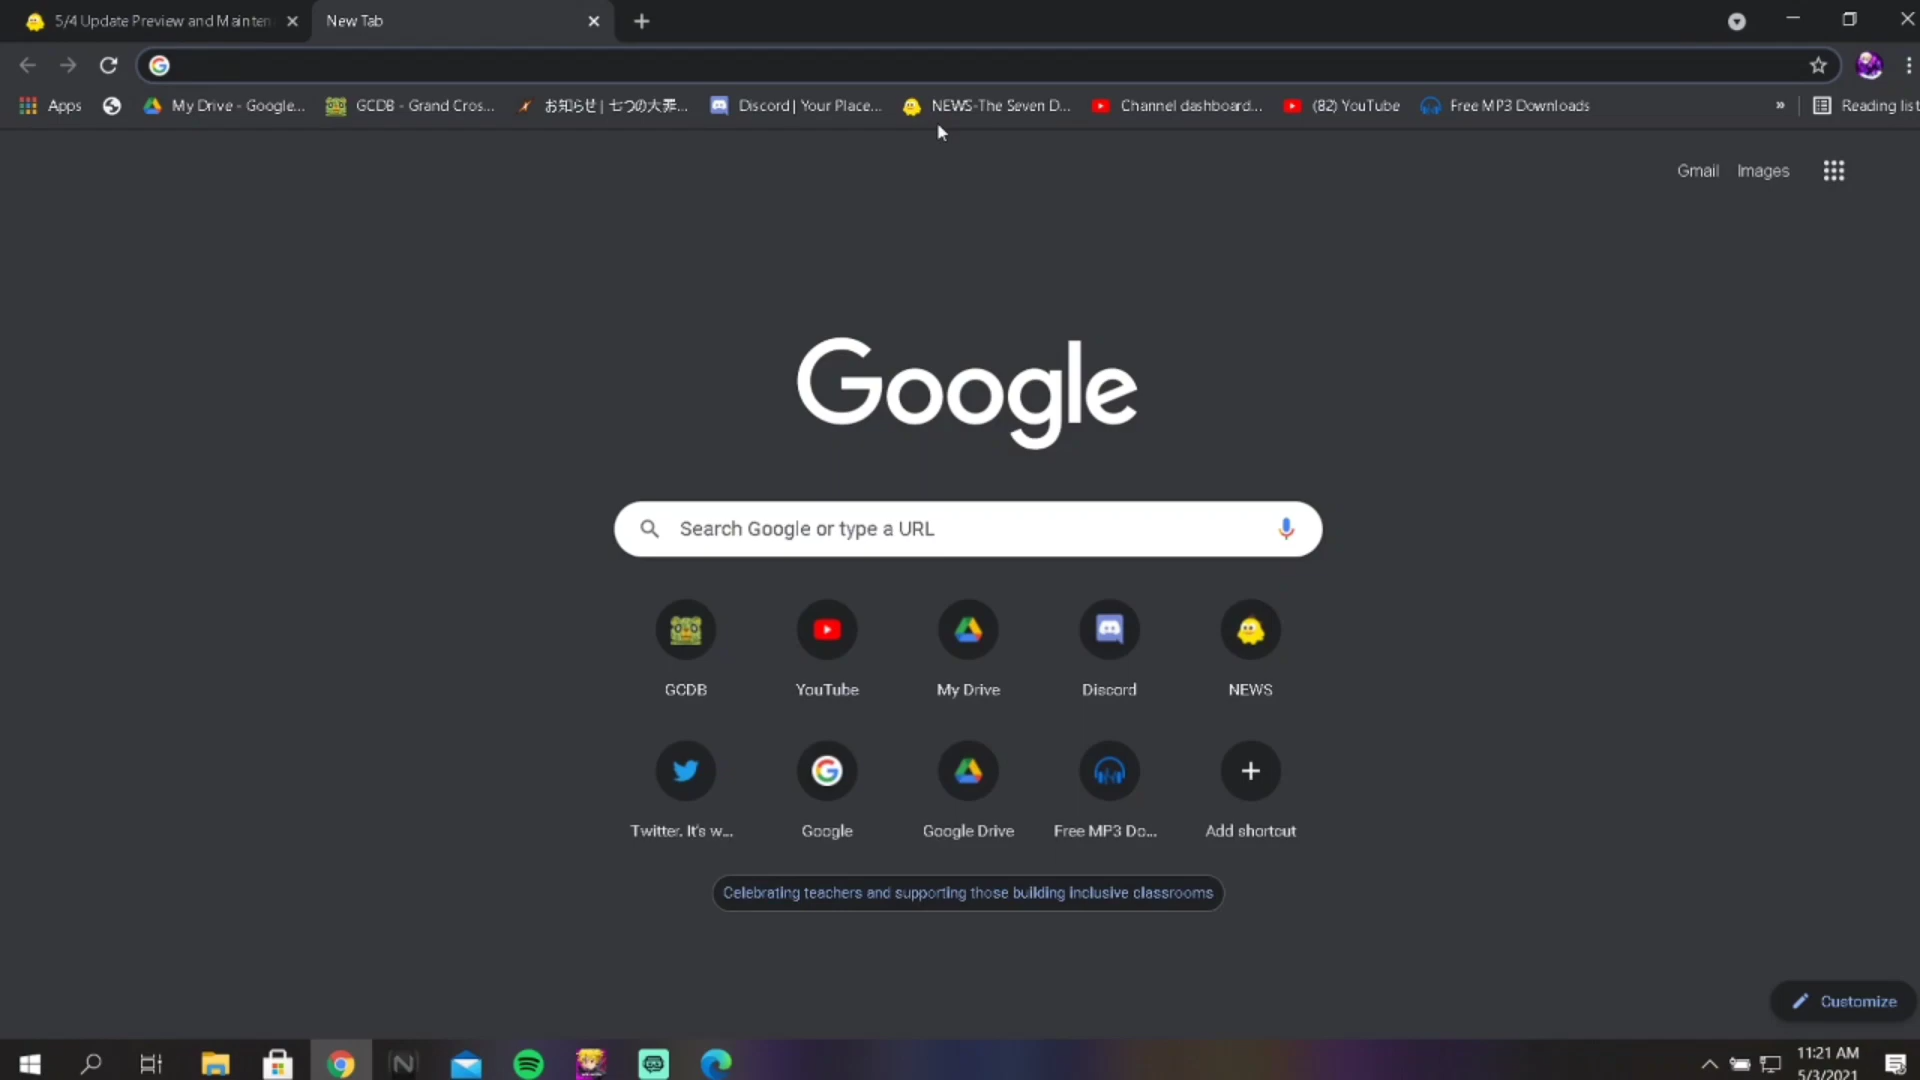 5/4 Update Preview and Mainten
New Tab
Apps
My Drive - Google...
GCDB - Grand Cros...
お知らせ | 七つの大罪...
Discord | Your Place...
NEWS-The Seven D...
Channel dashboard...
(82) YouTube
Free MP3 Downloads
»
Reading list
Gmail
Images
Google
Search Google or type a URL
GCDB
YouTube
My Drive
Discord
NEWS
Twitter. It's w...
Google
Google Drive
Free MP3 Do...
Add shortcut
Celebrating teachers and supporting those building inclusive classrooms
Customize
11:21 AM
5/3/2021